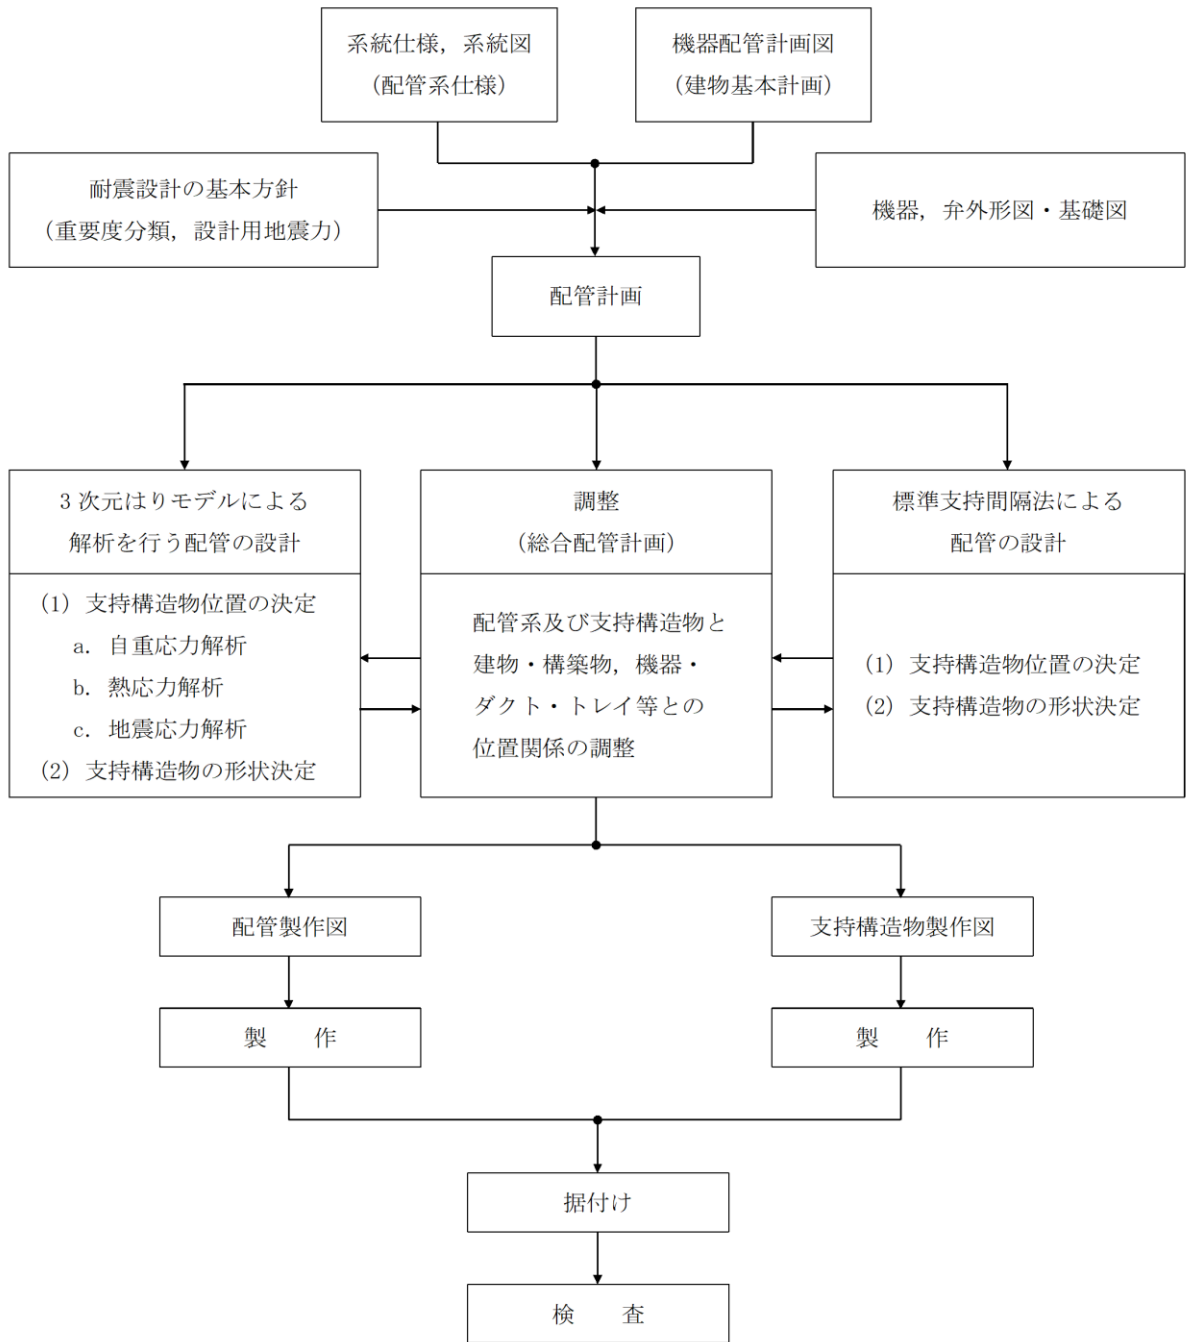 系統仕様，系統図
（配管系仕様）
機器配管計画図
（建物基本計画）
耐震設計の基本方針
（重要度分類，設計用地震力）
機器，弁外形図・基礎図
配管計画
3 次元はりモデルによる
解析を行う配管の設計
(1) 支持構造物位置の決定
a. 自重応力解析
b. 熱応力解析
c. 地震応力解析
(2) 支持構造物の形状決定
調整
（総合配管計画）
配管系及び支持構造物と
建物・構築物，機器・
ダクト・トレイ等との
位置関係の調整
標準支持間隔法による
配管の設計
(1) 支持構造物位置の決定
(2) 支持構造物の形状決定
配管製作図
支持構造物製作図
製　　作
製　　作
据付け
検　　査